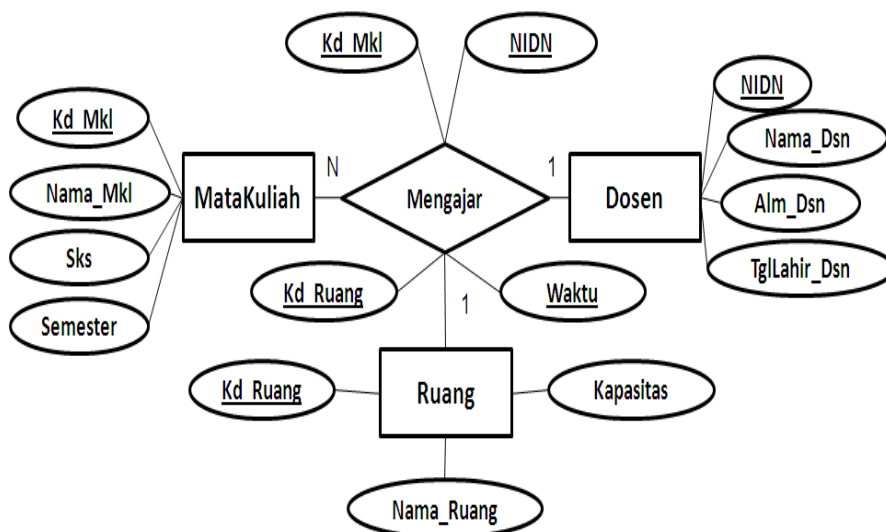 Kd_Mkl
NIDN
Kd_Mkl
NIDN
Nama_Dsn
Nama_Mkl
MataKuliah
N
Mengajar
1
Dosen
Alm_Dsn
Sks
TglLahir_Dsn
Kd_Ruang
1
Waktu
Semester
Kd_Ruang
Ruang
Kapasitas
Nama_Ruang